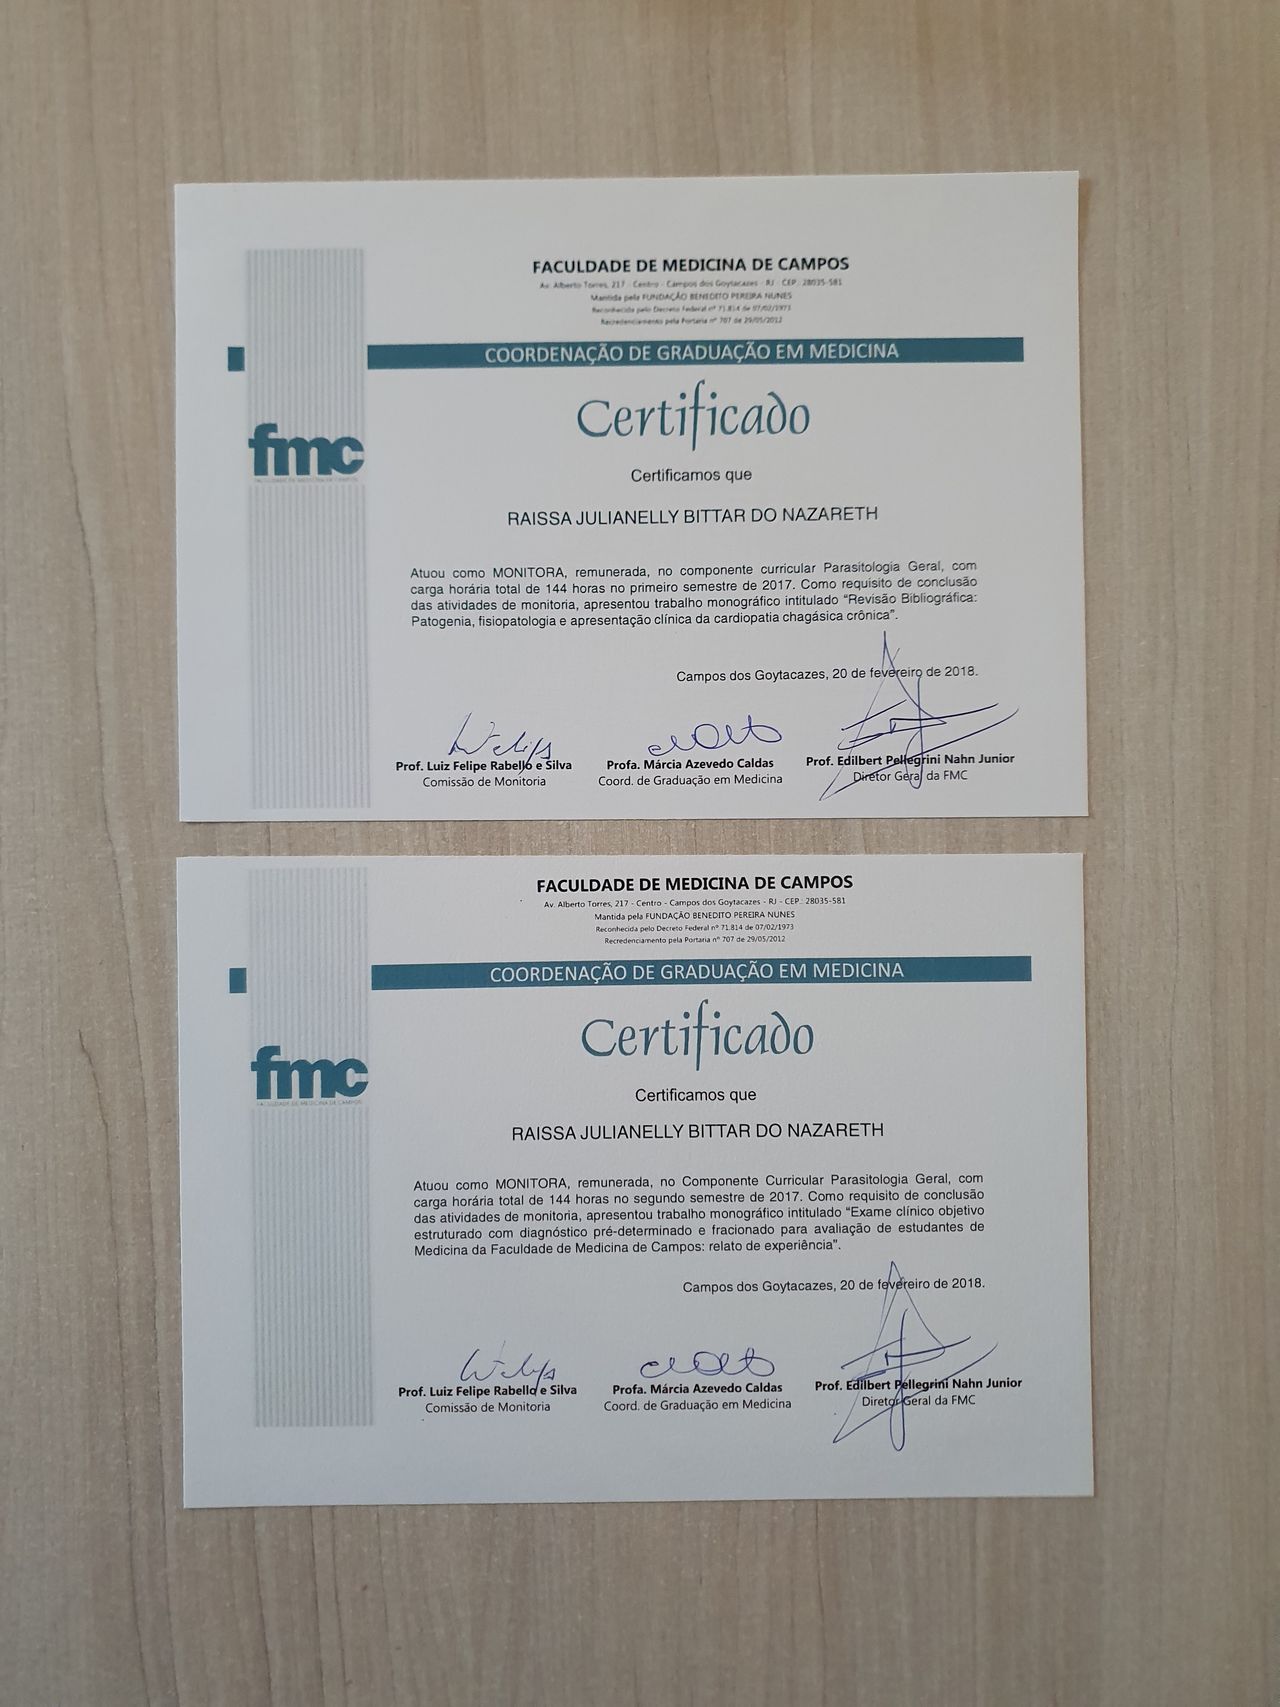 FACULDADE DE MEDICINA DE CAMPOS
Av. Alberto Torres, 217 - Centro - Campos dos Goytacazes - RJ - CEP.: 28035-581
Mantida pela FUNDAÇÃO BENEDITO PEREIRA NUNES
Reconhecida pelo Decreto Federal nº 71.814 de 07/02/1973
Recredenciamento pela Portaria nº 707 de 29/05/2012
COORDENAÇÃO DE GRADUAÇÃO EM MEDICINA
Certificado
fmc
FACULDADE DE MEDICINA DE CAMPOS
Certificamos que
RAISSA JULIANELLY BITTAR DO NAZARETH
Atuou como MONITORA, remunerada, no componente curricular Parasitologia Geral, com
carga horária total de 144 horas no primeiro semestre de 2017. Como requisito de conclusão
das atividades de monitoria, apresentou trabalho monográfico intitulado “Revisão Bibliográfica:
Patogenia, fisiopatologia e apresentação clínica da cardiopatia chagásica crônica”.
Campos dos Goytacazes, 20 de fevereiro de 2018.
Prof. Luiz Felipe Rabello e Silva
Comissão de Monitoria
Profa. Márcia Azevedo Caldas
Coord. de Graduação em Medicina
Prof. Edilbert Pellegrini Nahn Junior
Diretor Geral da FMC
FACULDADE DE MEDICINA DE CAMPOS
Av. Alberto Torres, 217 - Centro - Campos dos Goytacazes - RJ - CEP.: 28035-581
Mantida pela FUNDAÇÃO BENEDITO PEREIRA NUNES
Reconhecida pelo Decreto Federal nº 71.814 de 07/02/1973
Recredenciamento pela Portaria nº 707 de 29/05/2012
COORDENAÇÃO DE GRADUAÇÃO EM MEDICINA
Certificado
fmc
FACULDADE DE MEDICINA DE CAMPOS
Certificamos que
RAISSA JULIANELLY BITTAR DO NAZARETH
Atuou como MONITORA, remunerada, no Componente Curricular Parasitologia Geral, com
carga horária total de 144 horas no segundo semestre de 2017. Como requisito de conclusão
das atividades de monitoria, apresentou trabalho monográfico intitulado “Exame clínico objetivo
estruturado com diagnóstico pré-determinado e fracionado para avaliação de estudantes de
Medicina da Faculdade de Medicina de Campos: relato de experiência”.
Campos dos Goytacazes, 20 de fevereiro de 2018.
Prof. Luiz Felipe Rabello e Silva
Comissão de Monitoria
Profa. Márcia Azevedo Caldas
Coord. de Graduação em Medicina
Prof. Edilbert Pellegrini Nahn Junior
Diretor Geral da FMC